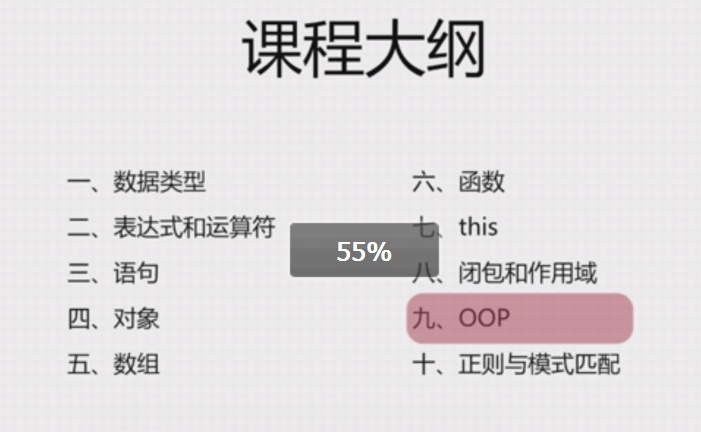 课程大纲
一、数据类型
二、表达式和运算符
三、语句
四、对象
五、数组
六、函数
七、this
八、闭包和作用域
九、OOP
十、正则与模式匹配
55%